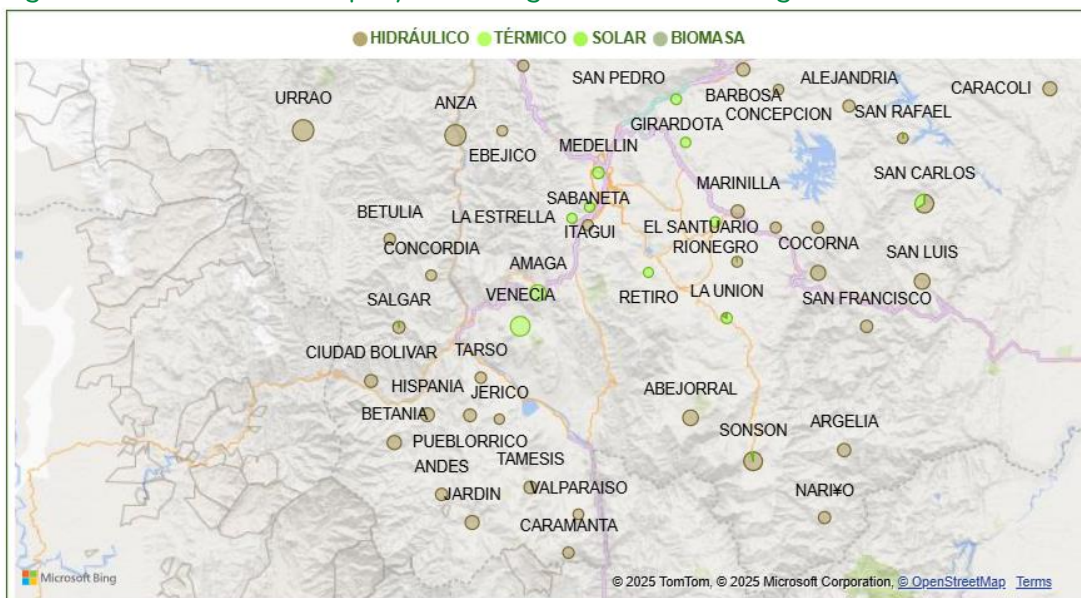 HIDRÁULICO TÉRMICO SOLAR BIOMASA
SAN PEDRO
ALEJANDRIA
CARACOLI
URRAO
ANZA
BARBOSA
CONCEPCION
SAN RAFAEL
GIRARDOTA
EBEJICO
MEDELLIN
SAN CARLOS
MARINILLA
SABANETA
BETULIA
LA ESTRELLA
ITAGUI
EL SANTUARIO
RIONEGRO
COCORNA
CONCORDIA
SAN LUIS
AMAGA
VENECIA
RETIRO
LA UNION
SAN FRANCISCO
SALGAR
CIUDAD BOLIVAR
TARSO
HISPANIA
JERICO
ABEJORRAL
BETANIA
SONSON
ARGELIA
PUEBLORRICO
TAMESIS
ANDES
VALPARAISO
JARDIN
NARI¥O
CARAMANTA
Microsoft Bing
© 2025 TomTom, © 2025 Microsoft Corporation, © OpenStreetMap Terms